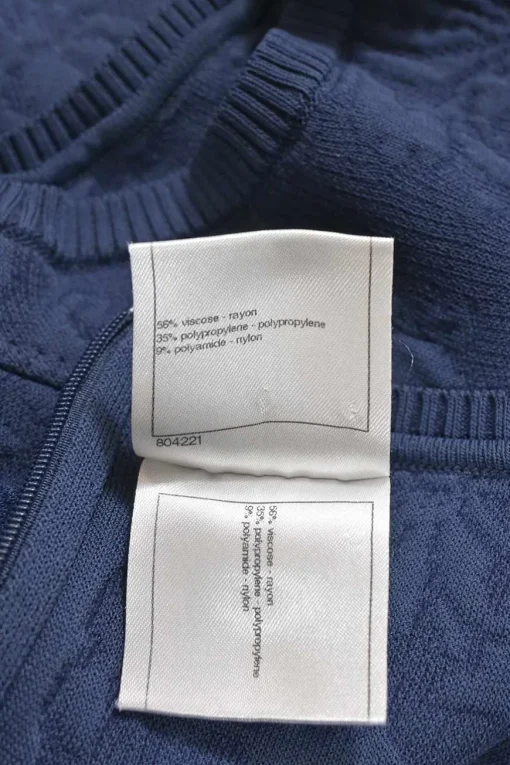 56% viscose - rayon
35% polypropylene - polypropylene
9% polyamide - nylon
804221
56% viscose - rayon
35% polypropylene - polypropylene
9% polyamide - nylon